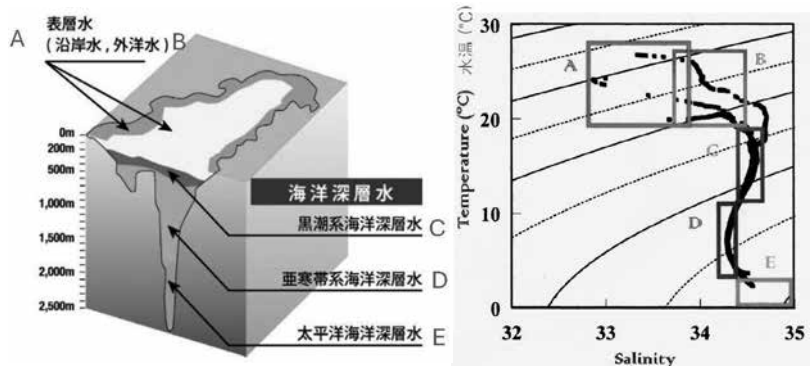 A
表層水
(沿岸水,外洋水)
B
0m
200m
500m
1,000m
1,500m
2,000m
2,500m
海洋深層水
黒潮系海洋深層水
C
亜寒帯系海洋深層水
D
太平洋海洋深層水
E
Temperature (°C)
水温 (°C)
30
20
10
0
A
B
C
D
E
32
33
34
35
Salinity